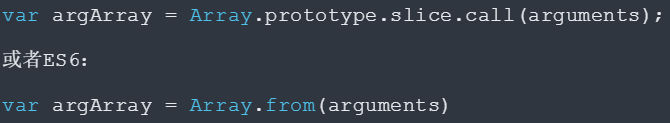 var argArray = Array.prototype.slice.call(arguments);
或者ES6：
var argArray = Array.from(arguments)